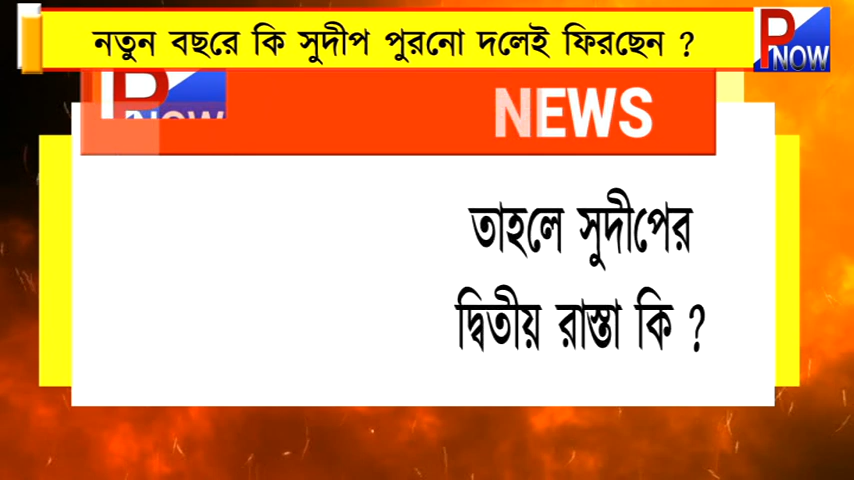 নতুন বছরে কি সুদীপ পুরনো দলেই ফিরছেন ?
P NOW
P NOW
NEWS
তাহলে সুদীপের
দ্বিতীয় রাস্তা কি ?